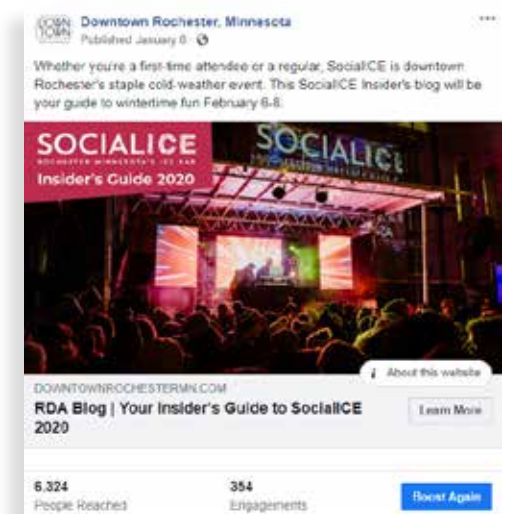 DOWN
TOWN
Downtown Rochester, Minnesota
Published January 8
Whether you're a first-time attendee or a regular, SocialICE is downtown
Rochester's staple cold-weather event. This SocialICE Insider's blog will be
your guide to wintertime fun February 6-8.
SOCIALICE
ROCHESTER MINNESOTA'S ICE BAR
Insider's Guide 2020
SOCIALICE
i About this website
DOWNTOWNROCHESTERMN.COM
RDA Blog | Your Insider's Guide to SocialICE
2020
Learn More
6,324
People Reached
354
Engagements
Boost Again